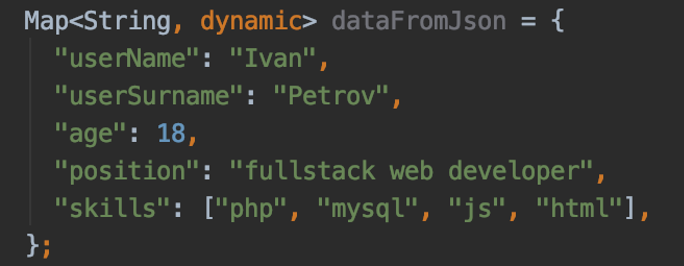 Map<String, dynamic> dataFromJson = {
"userName": "Ivan",
"userSurname": "Petrov",
"age": 18,
"position": "fullstack web developer",
"skills": ["php", "mysql", "js", "html"],
};